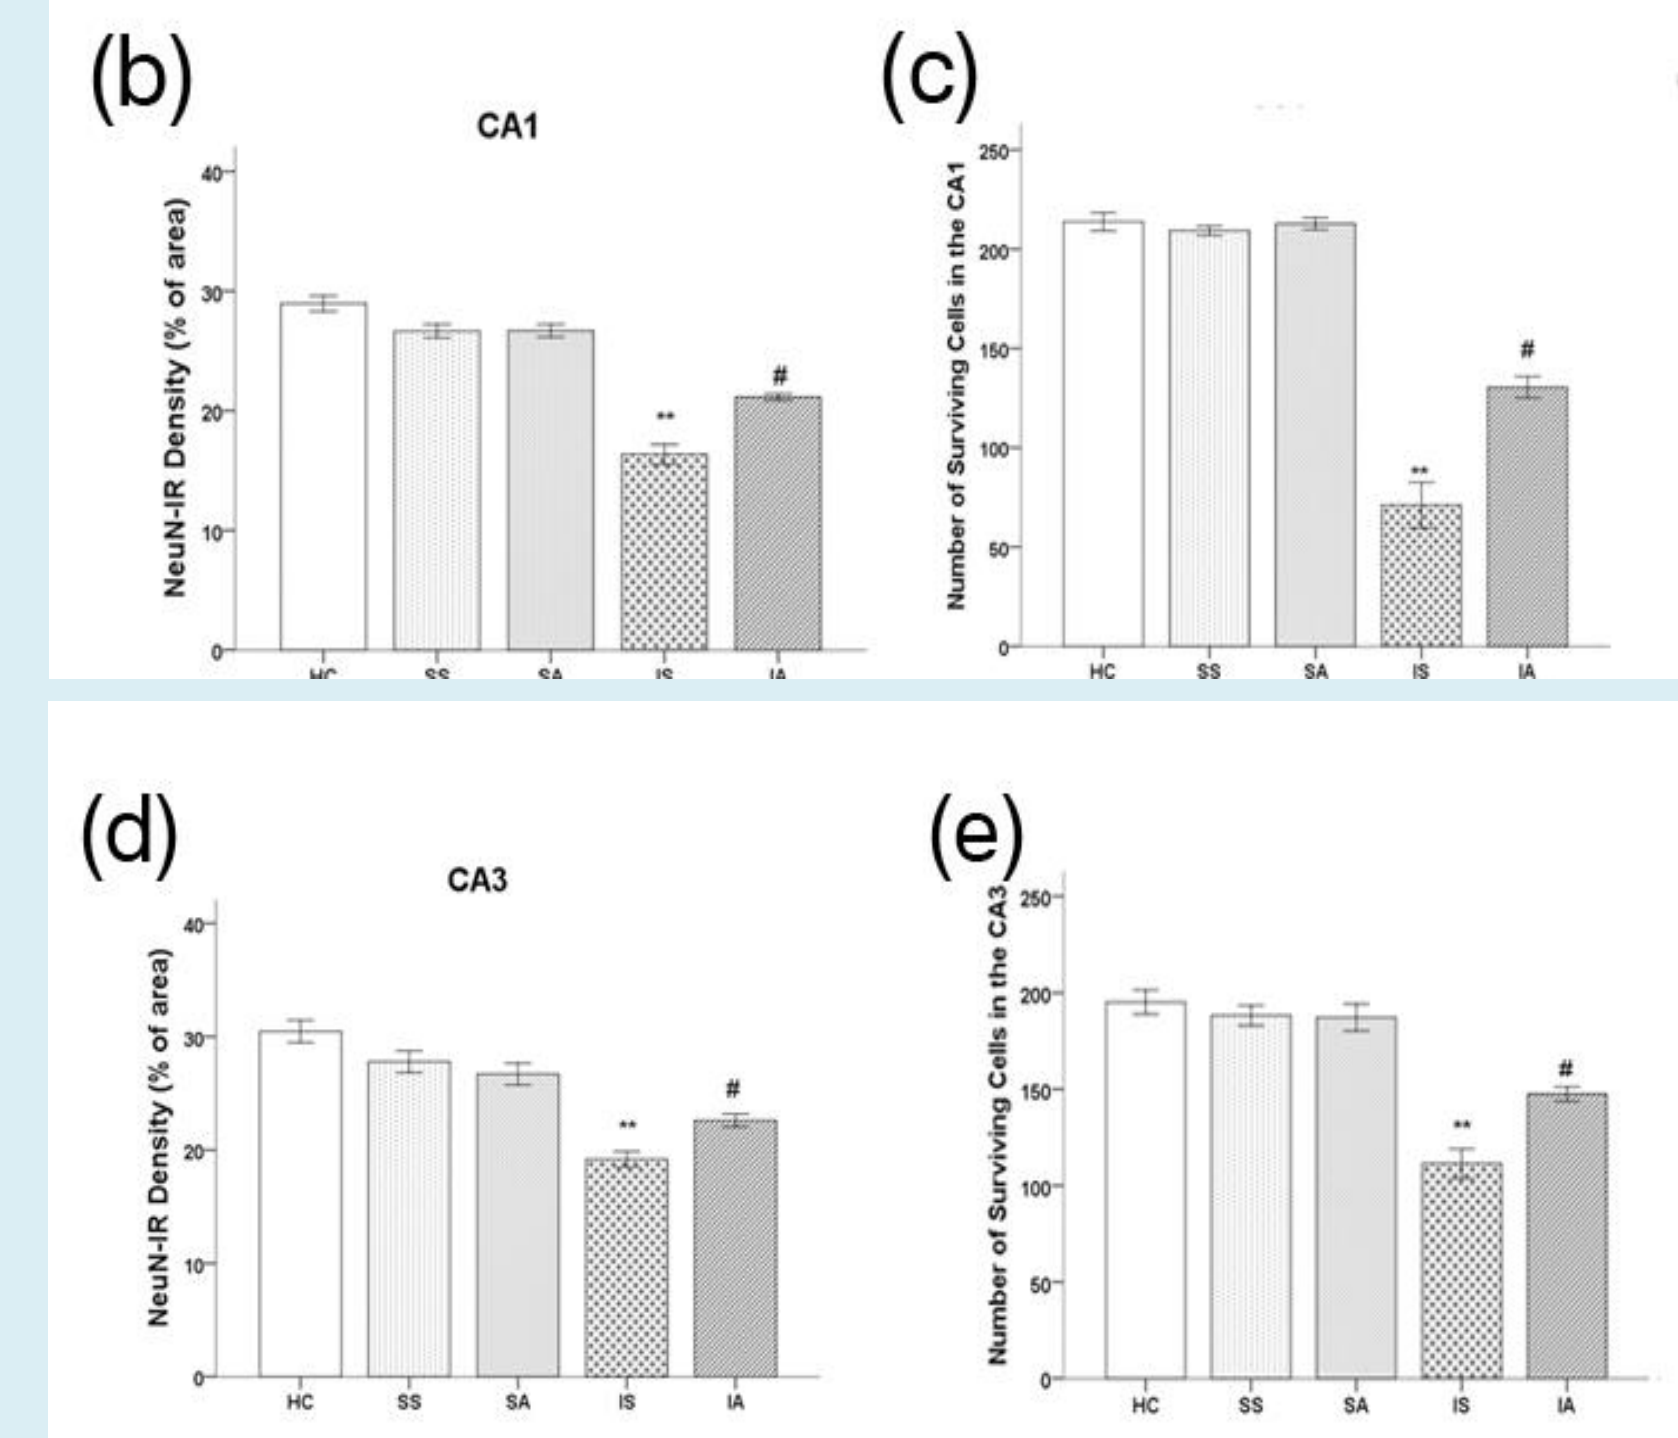 (b)
CA1
NeuN-IR Density (% of area)
40
30
20
10
0
**
#
HC SS SA IS IA
(c)
Number of Surviving Cells in the CA1
250
200
150
100
50
0
**
#
HC SS SA IS IA
(d)
CA3
NeuN-IR Density (% of area)
40
30
20
10
0
**
#
HC SS SA IS IA
(e)
Number of Surviving Cells in the CA3
250
200
150
100
50
0
**
#
HC SS SA IS IA